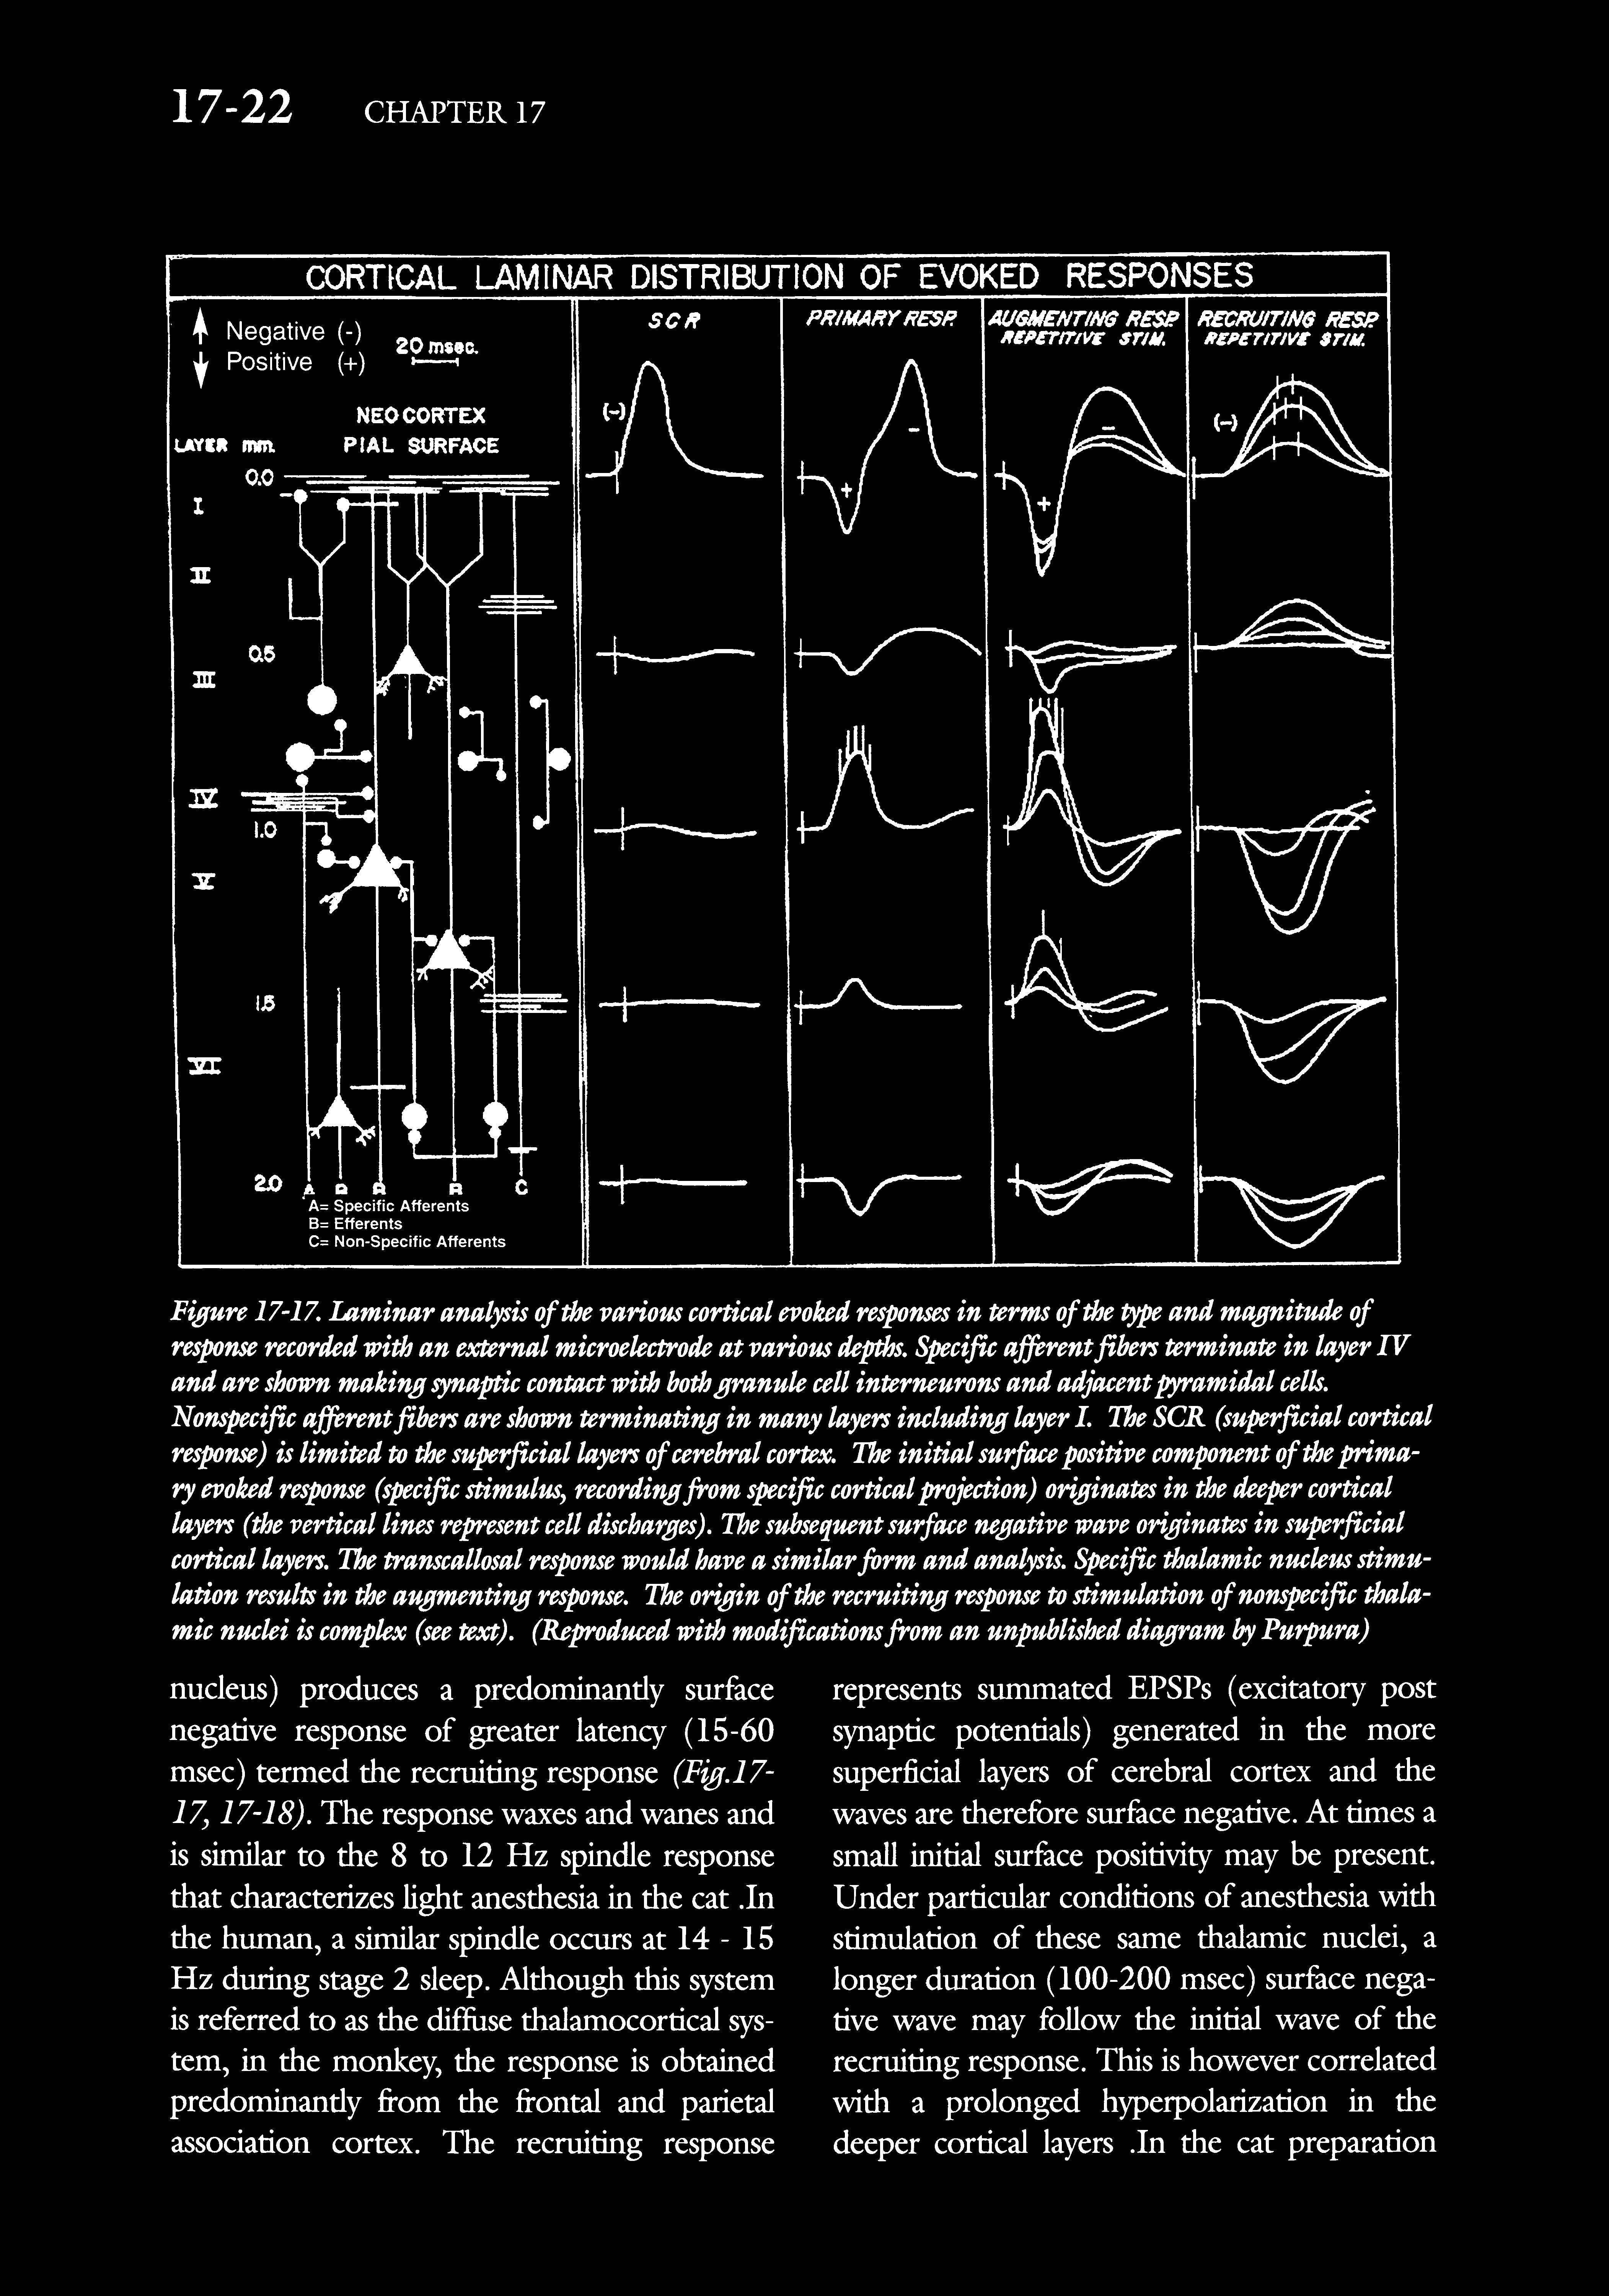 17-22 CHAPTER 17
CORTICAL LAMINAR DISTRIBUTION OF EVOKED RESPONSES
Negative (-)
Positive (+)
20 msec.
SCR
PRIMARY RESP.
AUGMENTING RESP
REPETITIVE STIM.
RECRUITING RESP.
REPETITIVE STIM.
NEOCORTEX
LAYER mm. PIAL SURFACE
0.0
I
II
0.5
III
IV
1.0
V
1.5
VI
2.0
A B B B C
(-)
+
-
+
-
(-)
A= Specific Afferents
B= Efferents
C= Non-Specific Afferents
Figure 17-17. Laminar analysis of the various cortical evoked responses in terms of the type and magnitude of
response recorded with an external microelectrode at various depths. Specific afferent fibers terminate in layer IV
and are shown making synaptic contact with both granule cell interneurons and adjacent pyramidal cells.
Nonspecific afferent fibers are shown terminating in many layers including layer I. The SCR (superficial cortical
response) is limited to the superficial layers of cerebral cortex. The initial surface positive component of the prima-
ry evoked response (specific stimulus, recording from specific cortical projection) originates in the deeper cortical
layers (the vertical lines represent cell discharges). The subsequent surface negative wave originates in superficial
cortical layers. The transcallosal response would have a similar form and analysis. Specific thalamic nucleus stimu-
lation results in the augmenting response. The origin of the recruiting response to stimulation of nonspecific thala-
mic nuclei is complex (see text). (Reproduced with modifications from an unpublished diagram by Purpura)
nucleus) produces a predominantly surface
negative response of greater latency (15-60
msec) termed the recruiting response (Fig.17-
17, 17-18). The response waxes and wanes and
is similar to the 8 to 12 Hz spindle response
that characterizes light anesthesia in the cat .In
the human, a similar spindle occurs at 14 - 15
Hz during stage 2 sleep. Although this system
is referred to as the diffuse thalamocortical sys-
tem, in the monkey, the response is obtained
predominantly from the frontal and parietal
association cortex. The recruiting response
represents summated EPSPs (excitatory post
synaptic potentials) generated in the more
superficial layers of cerebral cortex and the
waves are therefore surface negative. At times a
small initial surface positivity may be present.
Under particular conditions of anesthesia with
stimulation of these same thalamic nuclei, a
longer duration (100-200 msec) surface nega-
tive wave may follow the initial wave of the
recruiting response. This is however correlated
with a prolonged hyperpolarization in the
deeper cortical layers .In the cat preparation